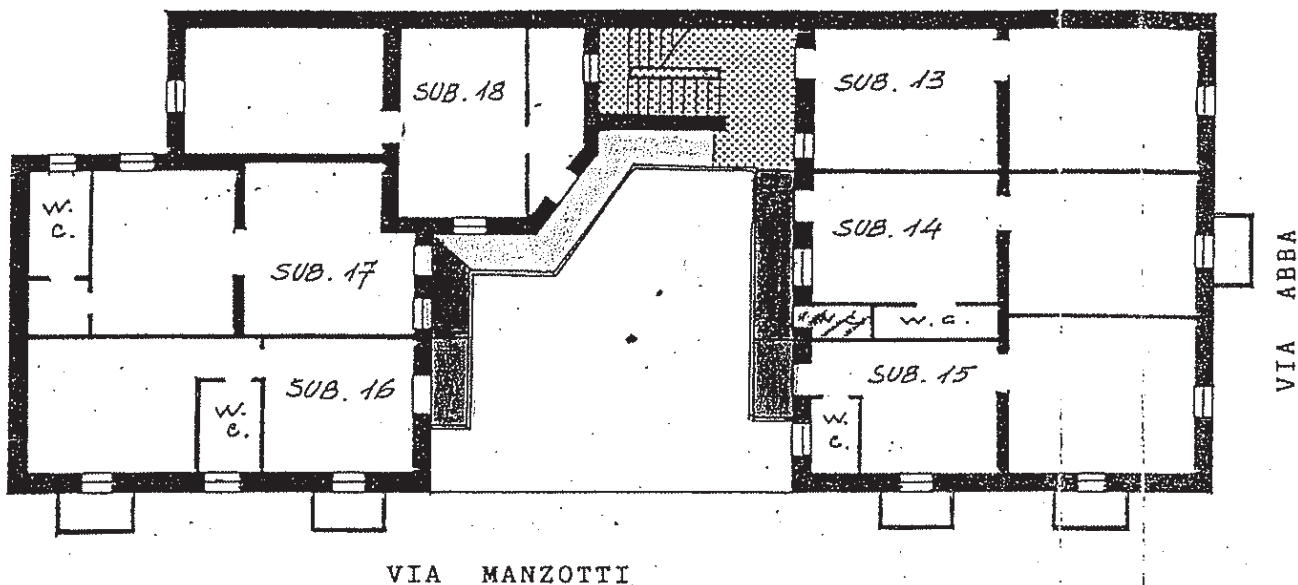 SUB. 18
SUB. 13
W.
C.
SUB. 17
SUB. 14
VIA ABBA
W. C.
SUB. 16
W.
C.
SUB. 15
W.
C.
VIA MANZOTTI